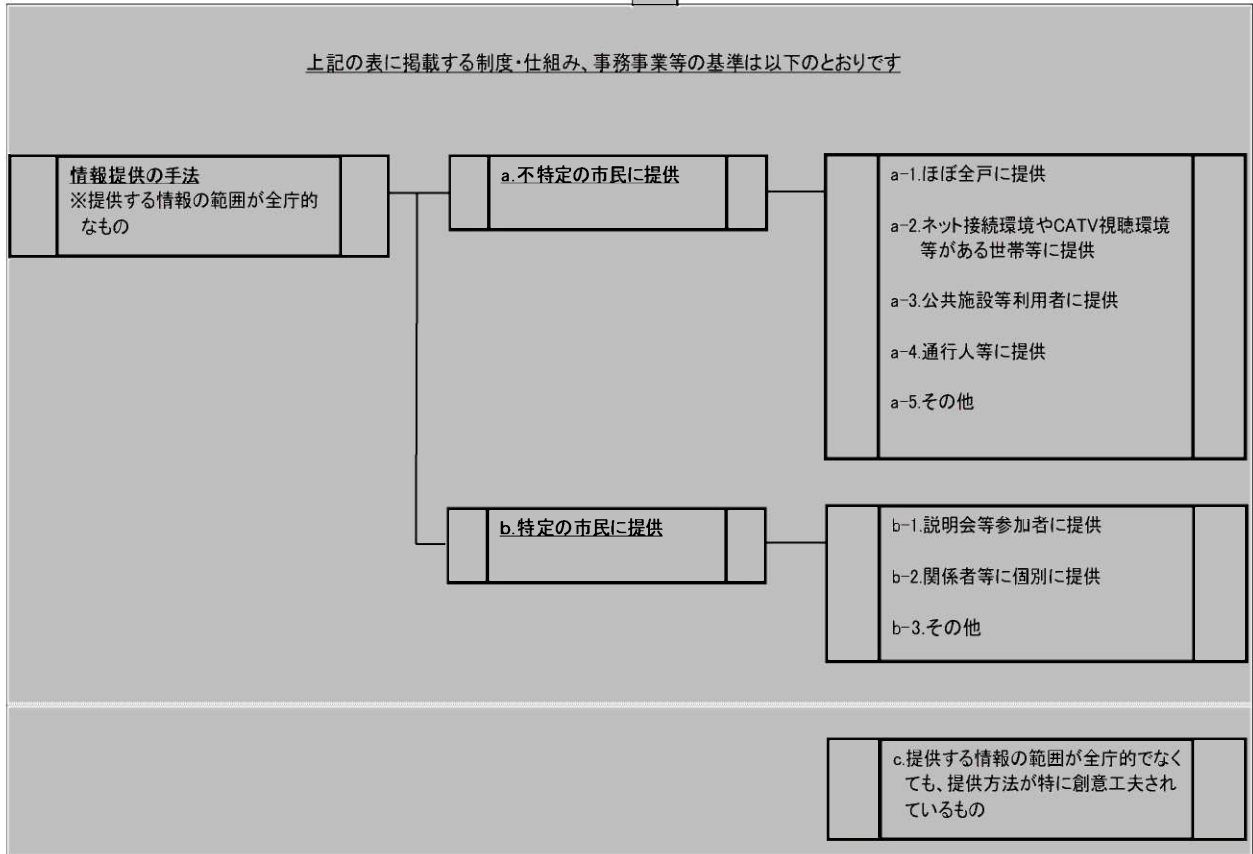 上記の表に掲載する制度・仕組み、事務事業等の基準は以下のとおりです
情報提供の手法
※提供する情報の範囲が全庁的
なもの
a.不特定の市民に提供
a-1.ほぼ全戸に提供
a-2.ネット接続環境やCATV視聴環境
等がある世帯等に提供
a-3.公共施設等利用者に提供
a-4.通行人等に提供
a-5.その他
b.特定の市民に提供
b-1.説明会等参加者に提供
b-2.関係者等に個別に提供
b-3.その他
c.提供する情報の範囲が全庁的でなく
ても、提供方法が特に創意工夫され
ているもの